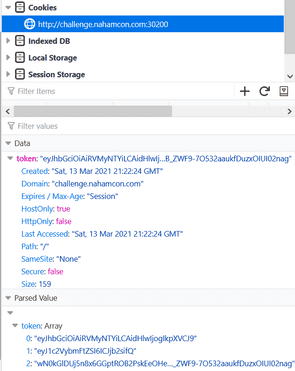 Cookies
http://challenge.nahamcon.com:30200
Indexed DB
Local Storage
Session Storage
Filter Items
Filter values
Data
token: "eyJhbGciOiAiRVMyNTYiLCAidHlwIj...B_ZWF9-7O532aaukfDuzxOIUI02nag"
Created: "Sat, 13 Mar 2021 21:22:24 GMT"
Domain: "challenge.nahamcon.com"
Expires / Max-Age: "Session"
HostOnly: true
HttpOnly: false
Last Accessed: "Sat, 13 Mar 2021 21:22:24 GMT"
Path: "/"
SameSite: "None"
Secure: false
Size: 159
Parsed Value
token: Array
0: "eyJhbGciOiAiRVMyNTYiLCAidHlwIjogIkpXVCJ9"
1: "eyJ1c2VybmFtZSI6ICJjb2sifQ"
2: "wN0kGlDUj5n8x6GGptROB2PskEeOHe..._ZWF9-7O532aaukfDuzxOIUI02nag"